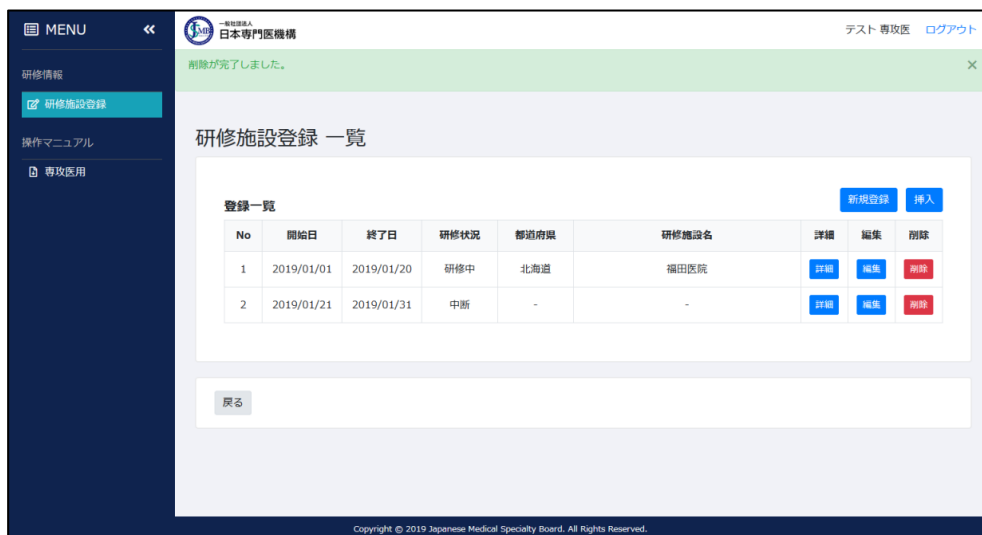 MENU
一般社団法人
日本専門医機構
テスト 専攻医 ログアウト
削除が完了しました。 ×
研修情報
研修施設登録
操作マニュアル
専攻医用
研修施設登録 一覧
新規登録 挿入
登録一覧
No 開始日 終了日 研修状況 都道府県 研修施設名 詳細 編集 削除
1 2019/01/01 2019/01/20 研修中 北海道 福田医院 詳細 編集 削除
2 2019/01/21 2019/01/31 中断 - - 詳細 編集 削除
戻る
Copyright © 2019 Japanese Medical Specialty Board. All Rights Reserved.